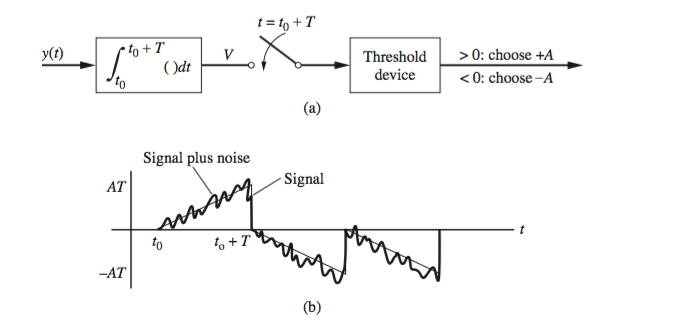 t = t0 + T
y(t)
∫ t0 + T t0 ( )dt
V
Threshold
device
> 0: choose +A
< 0: choose −A
(a)
Signal plus noise
Signal
AT
t0
t0 + T
t
−AT
(b)